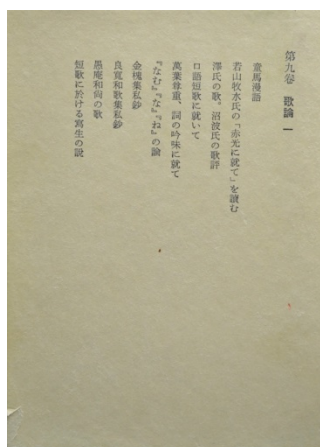 第九巻 歌論 一
童馬漫語
若山牧水氏の「赤光に就て」を讀む
澤氏の歌。沼波氏の歌評
口語短歌に就いて
萬葉尊重、詞の吟味に就て
『なむ』『な』『ね』の論
金槐集私鈔
良寛和歌集私鈔
愚庵和尚の歌
短歌に於ける寫生の説